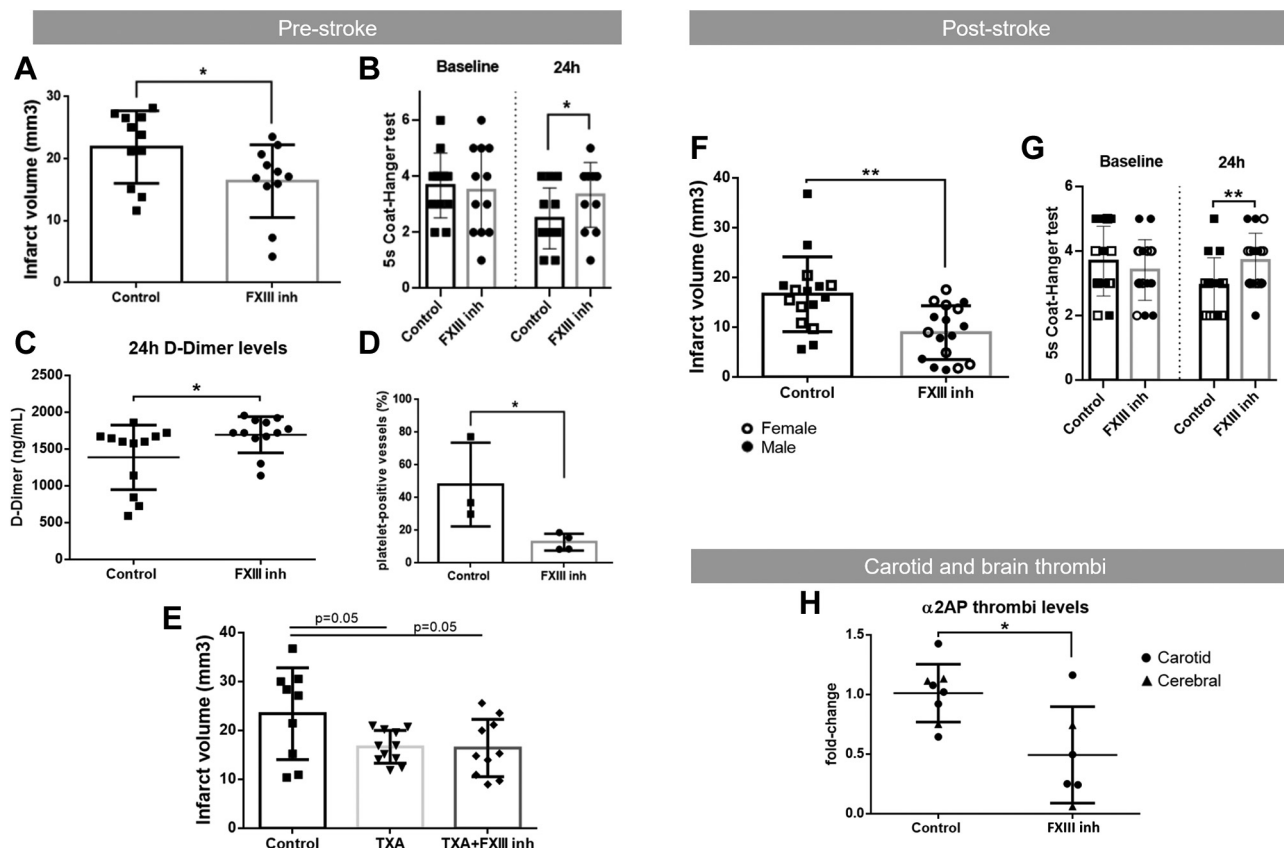 Pre-stroke
Post-stroke
A
*
Infarct volume (mm3)
30
20
10
0
Control
FXIII inh
B
Baseline
24h
*
5s Coat-Hanger test
6
4
2
0
Control
FXIII inh
Control
FXIII inh
C
24h D-Dimer levels
*
D-Dimer (ng/mL)
2500
2000
1500
1000
500
0
Control
FXIII inh
D
*
platelet-positive vessels (%)
100
80
60
40
20
0
Control
FXIII inh
E
p=0.05
p=0.05
Infarct volume (mm3)
40
30
20
10
0
Control
TXA
TXA+FXIII inh
F
**
Infarct volume (mm3)
40
30
20
10
0
Control
FXIII inh
Female
Male
G
Baseline
24h
**
5s Coat-Hanger test
6
4
2
0
Control
FXIII inh
Control
FXIII inh
Carotid and brain thrombi
H
α2AP thrombi levels
*
fold-change
1.5
1.0
0.5
0.0
Control
FXIII inh
Carotid
Cerebral